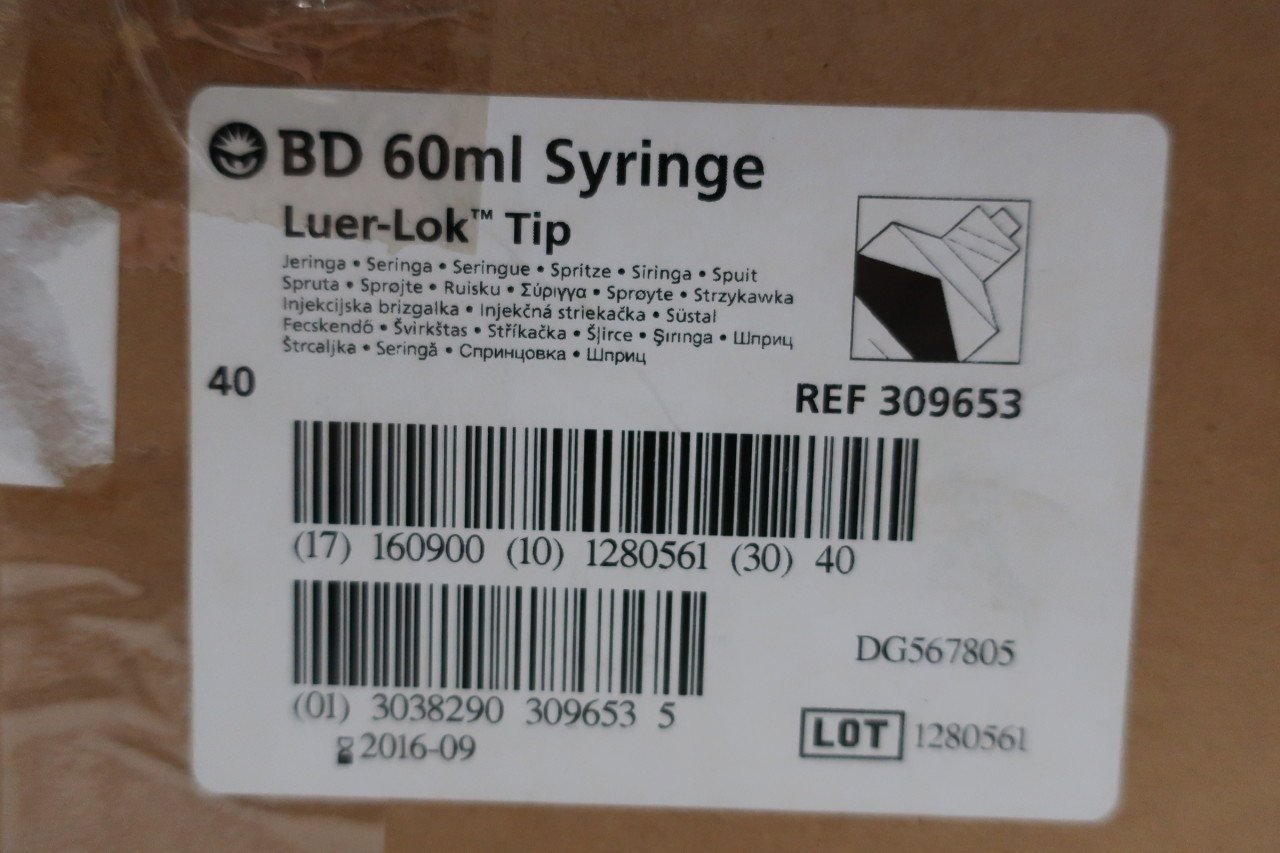 BD 60ml Syringe
Luer-Lok™ Tip
Jeringa • Seringa • Seringue • Spritze • Siringa • Spuit
Spruta • Sprøjte • Ruisku • Σύριγγα • Sprøyte • Strzykawka
Injekcijska brizgalka • Injekčná striekačka • Süstal
Fecskendő • Švirkštas • Stříkačka • Šļirce • Şırınga • Шприц
Štrcaljka • Seringă • Спринцовка • Шприц
40
REF 309653
(17) 160900 (10) 1280561 (30) 40
(01) 3038290 309653 5
DG567805
2016-09
LOT 1280561